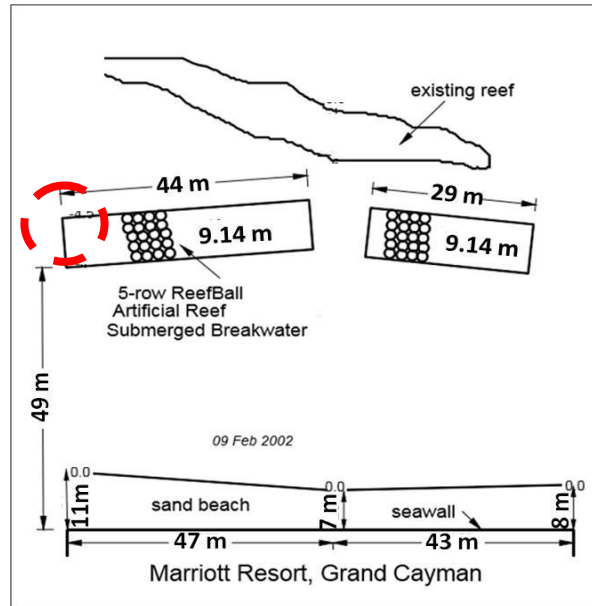 existing reef
44 m
29 m
9.14 m
9.14 m
5-row ReefBall
Artificial Reef
Submerged Breakwater
49 m
09 Feb 2002
0.0
0.0
0.0
11m
sand beach
7 m
seawall
8 m
47 m
43 m
Marriott Resort, Grand Cayman